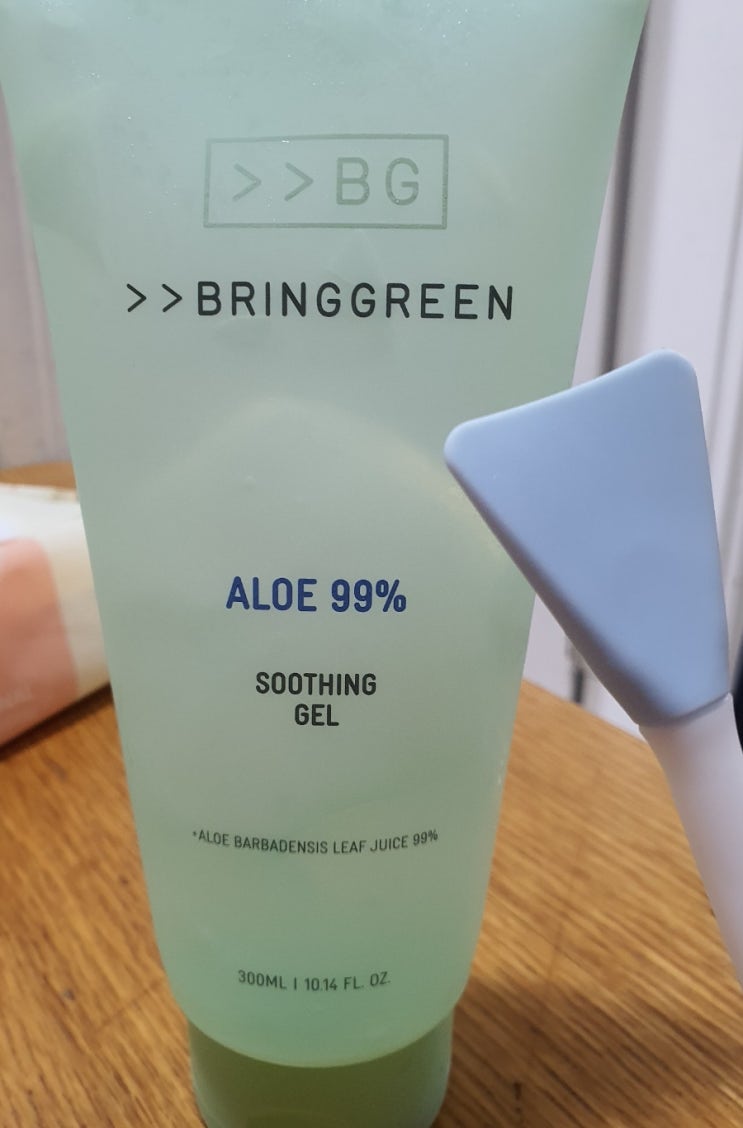 >>BG
>>BRINGGREEN
ALOE 99%
SOOTHING
GEL
*ALOE BARBADENSIS LEAF JUICE 99%
300ML | 10.14 FL. OZ.